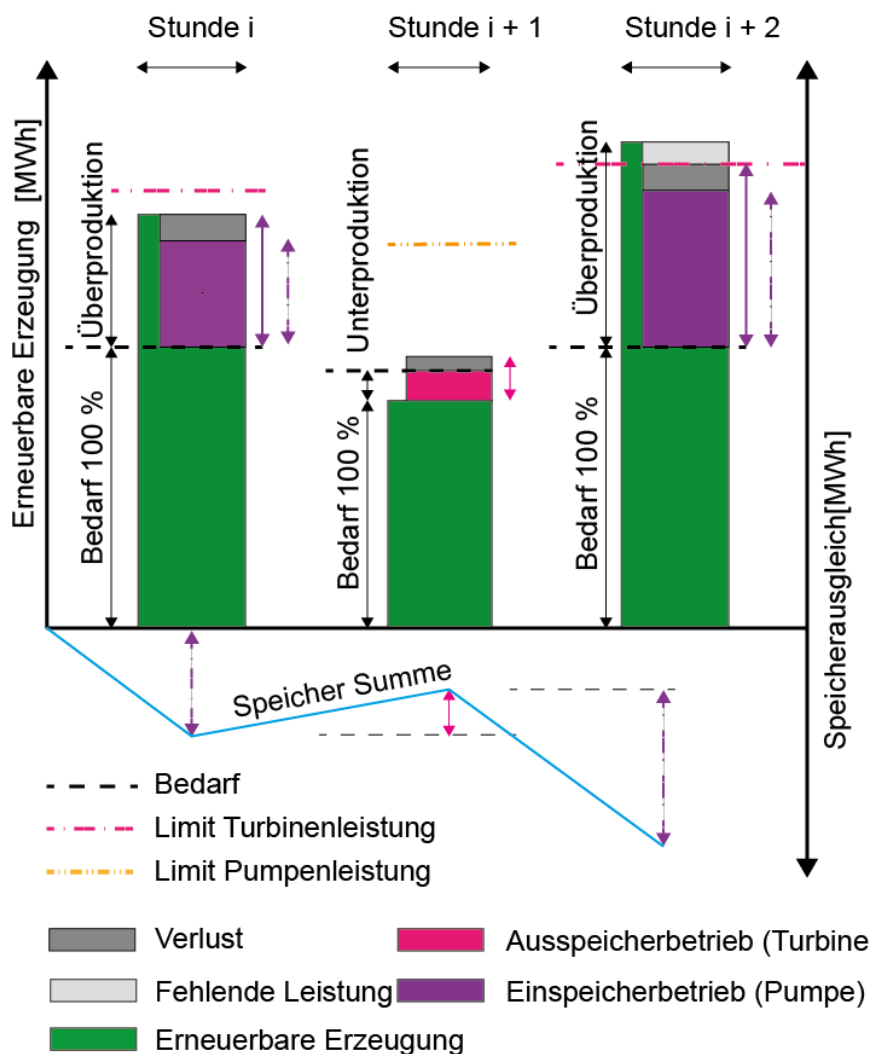 Stunde i
Stunde i + 1
Stunde i + 2
Erneuerbare Erzeugung [MWh]
Überproduktion
Bedarf 100 %
Unterproduktion
Bedarf 100 %
Überproduktion
Bedarf 100 %
Speicherausgleich[MWh]
Speicher Summe
Bedarf
Limit Turbinenleistung
Limit Pumpenleistung
Verlust
Ausspeicherbetrieb (Turbine
Fehlende Leistung
Einspeicherbetrieb (Pumpe)
Erneuerbare Erzeugung